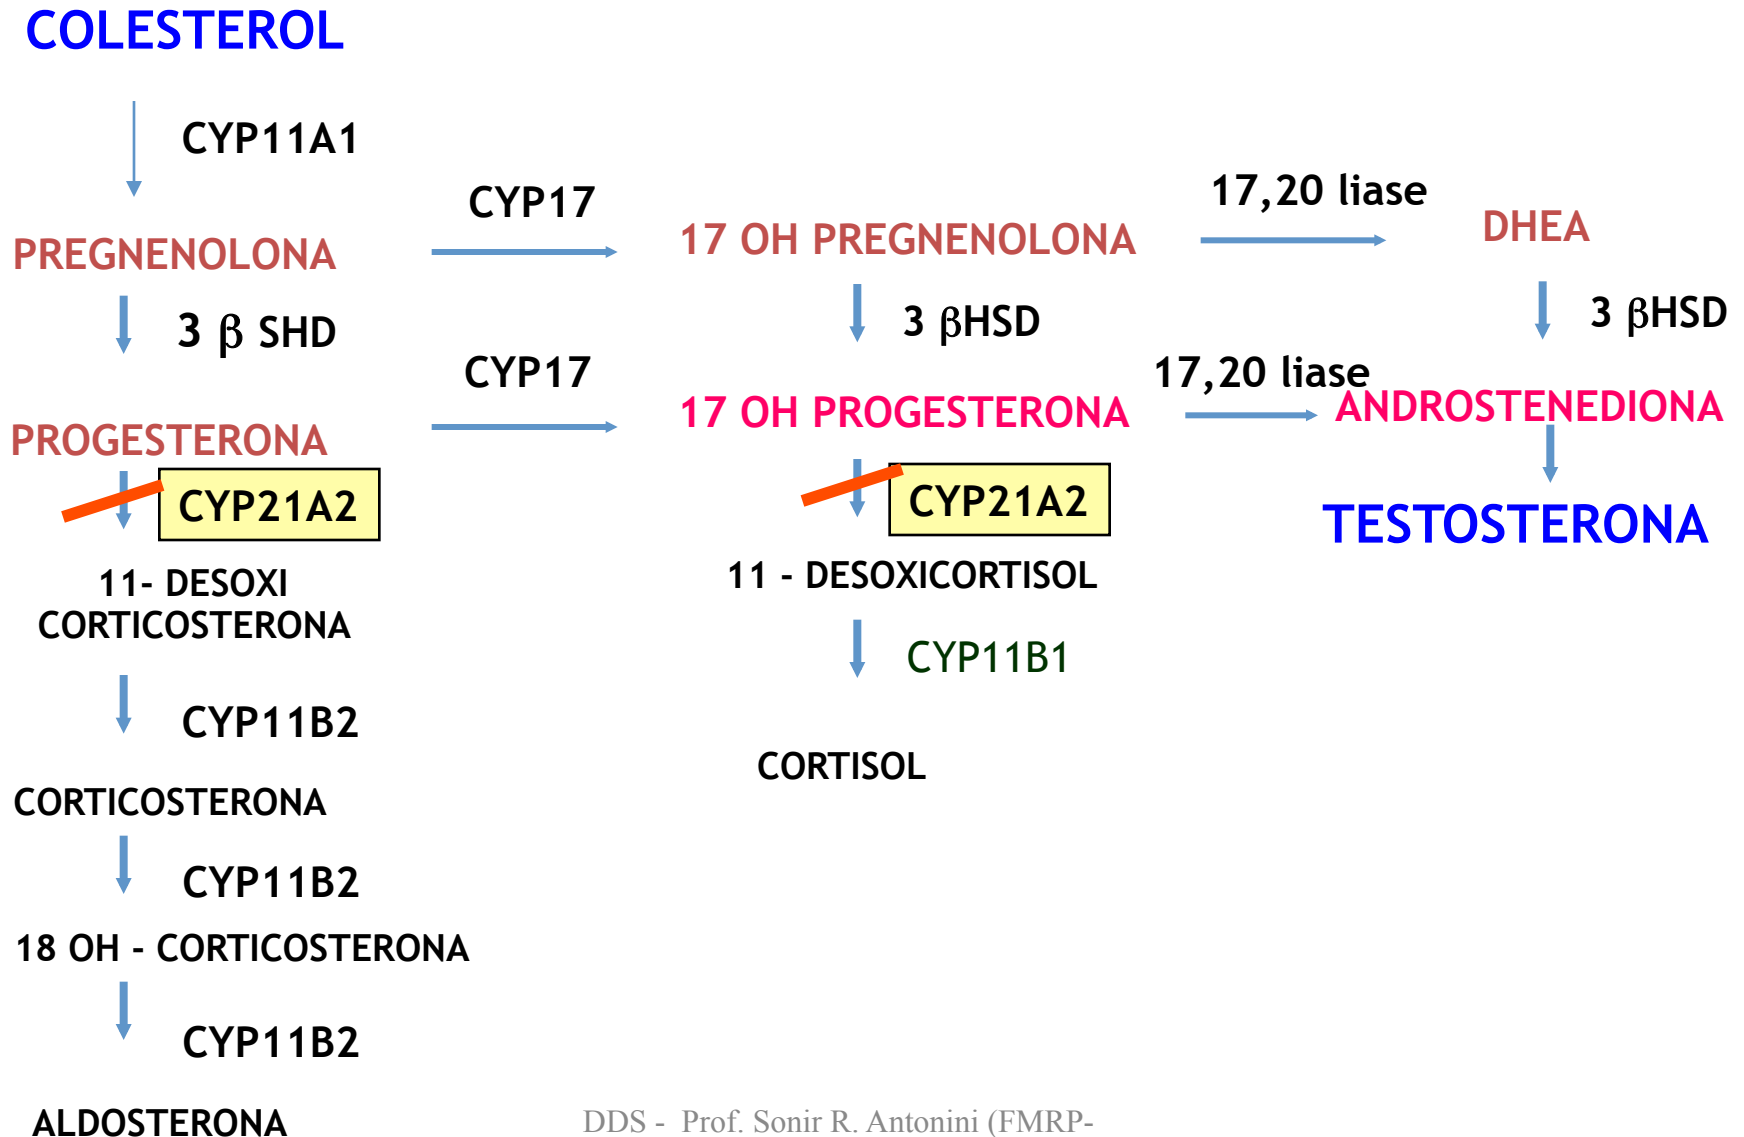 COLESTEROL
CYP11A1
CYP17
17,20 liase
PREGNENOLONA
17 OH PREGNENOLONA
DHEA
3 β SHD
3 βHSD
3 βHSD
CYP17
17,20 liase
PROGESTERONA
17 OH PROGESTERONA
ANDROSTENEDIONA
CYP21A2
CYP21A2
TESTOSTERONA
11- DESOXI
CORTICOSTERONA
11 - DESOXICORTISOL
CYP11B1
CYP11B2
CORTISOL
CORTICOSTERONA
CYP11B2
18 OH - CORTICOSTERONA
CYP11B2
ALDOSTERONA
DDS - Prof. Sonir R. Antonini (FMRP-